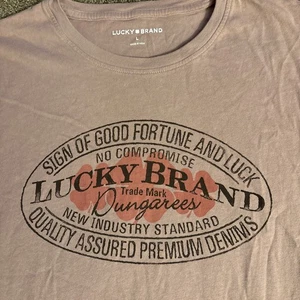 LUCKY BRAND
L
SIGN OF GOOD FORTUNE AND LUCK
NO COMPROMISE
LUCKY BRAND
Trade Mark
Dungarees
NEW INDUSTRY STANDARD
QUALITY ASSURED PREMIUM DENIMS